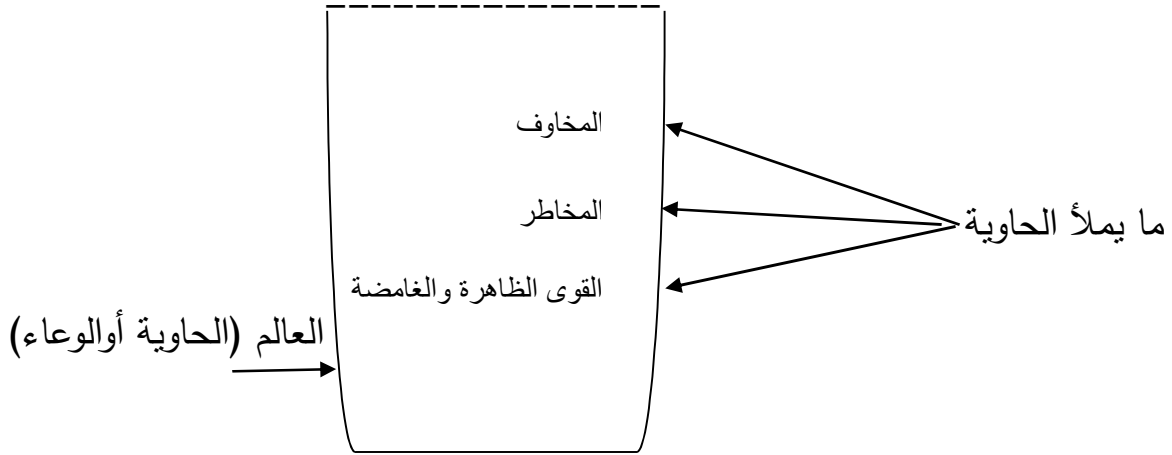 المخاوف
المخاطر
ما يملأ الحاوية
القوى الظاهرة والغامضة
العالم (الحاوية أوالوعاء)